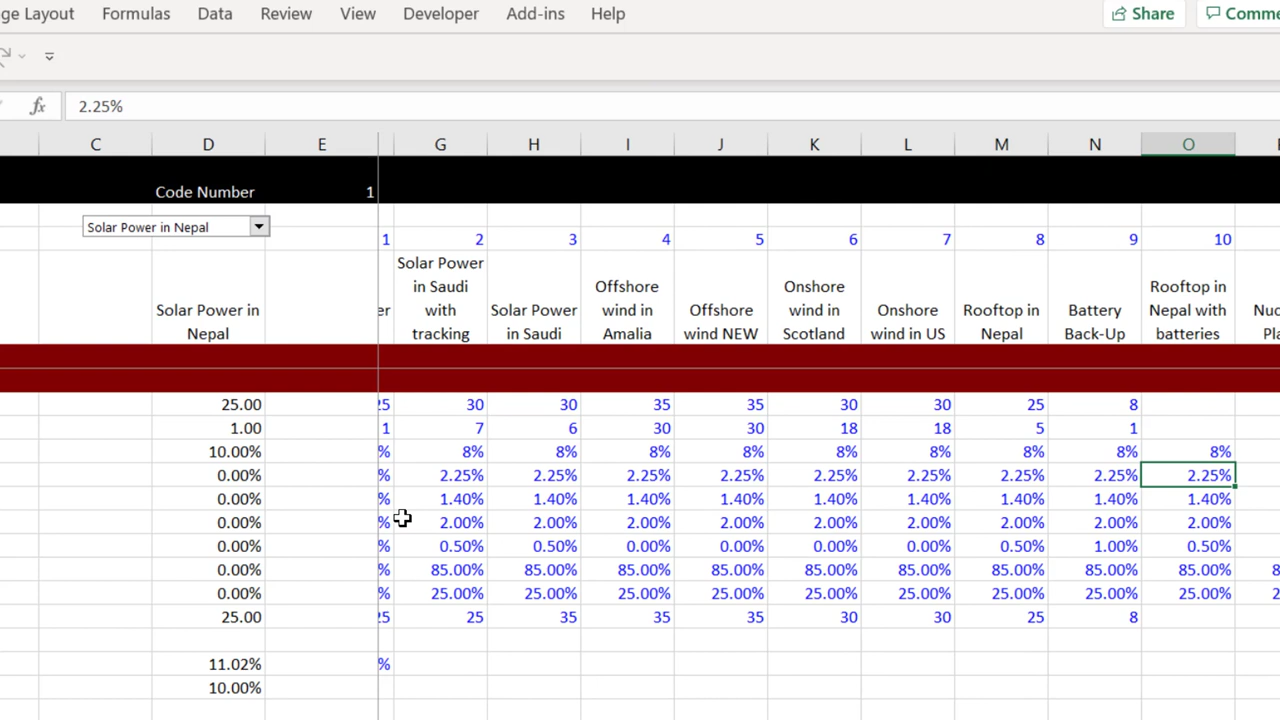 ge Layout Formulas Data Review View Developer Add-ins Help Share Comme
fx 2.25%
C D E G H I J K L M N O
Code Number 1
Solar Power in Nepal
1 2 3 4 5 6 7 8 9 10
Solar Power in Nepal er Solar Power in Saudi with tracking Solar Power in Saudi Offshore wind in Amalia Offshore wind NEW Onshore wind in Scotland Onshore wind in US Rooftop in Nepal Battery Back-Up Rooftop in Nepal with batteries Nuc Pla
25.00 25 30 30 35 35 30 30 25 8
1.00 1 7 6 30 30 18 18 5 1
10.00% % 8% 8% 8% 8% 8% 8% 8% 8% 8%
0.00% % 2.25% 2.25% 2.25% 2.25% 2.25% 2.25% 2.25% 2.25% 2.25%
0.00% % 1.40% 1.40% 1.40% 1.40% 1.40% 1.40% 1.40% 1.40% 1.40%
0.00% % 2.00% 2.00% 2.00% 2.00% 2.00% 2.00% 2.00% 2.00% 2.00%
0.00% % 0.50% 0.50% 0.00% 0.00% 0.00% 0.00% 0.50% 1.00% 0.50%
0.00% % 85.00% 85.00% 85.00% 85.00% 85.00% 85.00% 85.00% 85.00% 85.00% 8
0.00% % 25.00% 25.00% 25.00% 25.00% 25.00% 25.00% 25.00% 25.00% 25.00% 2
25.00 25 25 35 35 35 30 30 25 8
11.02% %
10.00%